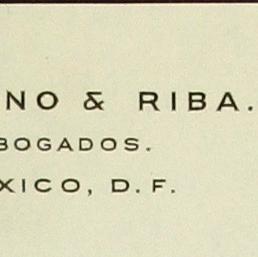 NO & RIBA.
BOGADOS.
XICO, D. F.